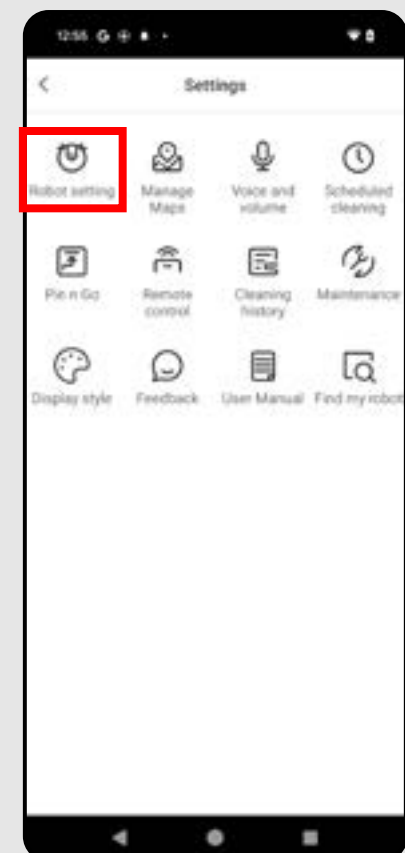 12:55 G
Settings
Robot setting
Manage Maps
Voice and volume
Scheduled cleaning
Pin n Go
Remote control
Cleaning history
Maintenance
Display style
Feedback
User Manual
Find my robot